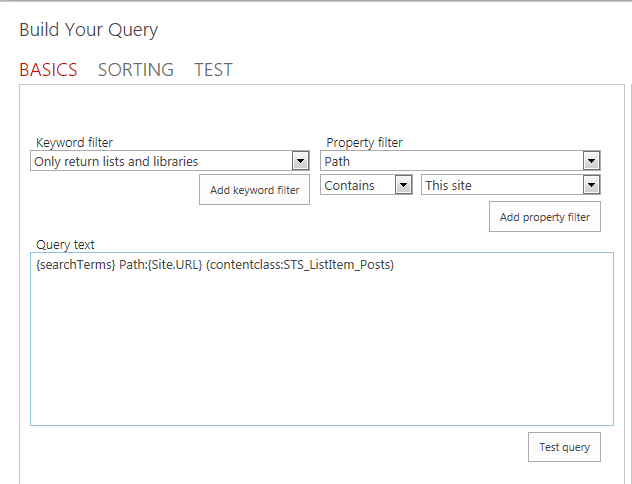 Build Your Query
BASICS SORTING TEST
Keyword filter
Property filter
Only return lists and libraries
Path
Add keyword filter
Contains
This site
Add property filter
Query text
{searchTerms} Path:{Site.URL} (contentclass:STS_ListItem_Posts)
Test query